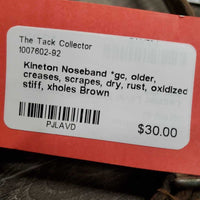 The Tack Collector
1007602-92
Kineton Noseband *gc, older,
creases, scrapes, dry, rust, oxidized
stiff, xholes Brown
PJLAVD
$30.00